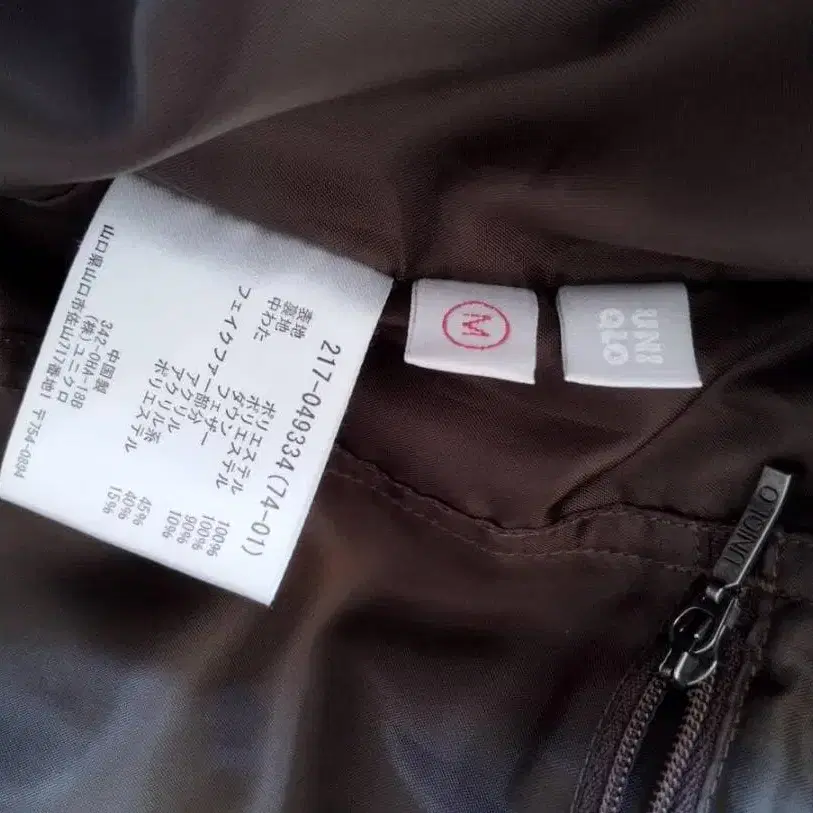 217-049334(74-01)
表地 ポリエステル 100%
裏地 ポリエステル 100%
中わた ダウン 90%
フェザー 10%
フェイクファー部分
アクリル 45%
アクリル系 40%
ポリエステル 15%
中国製
342-0RM-188
(株)ユニクロ
山口県山口市佐山717番地1 〒754-0894
M
UNI
QLO
UNIQLO